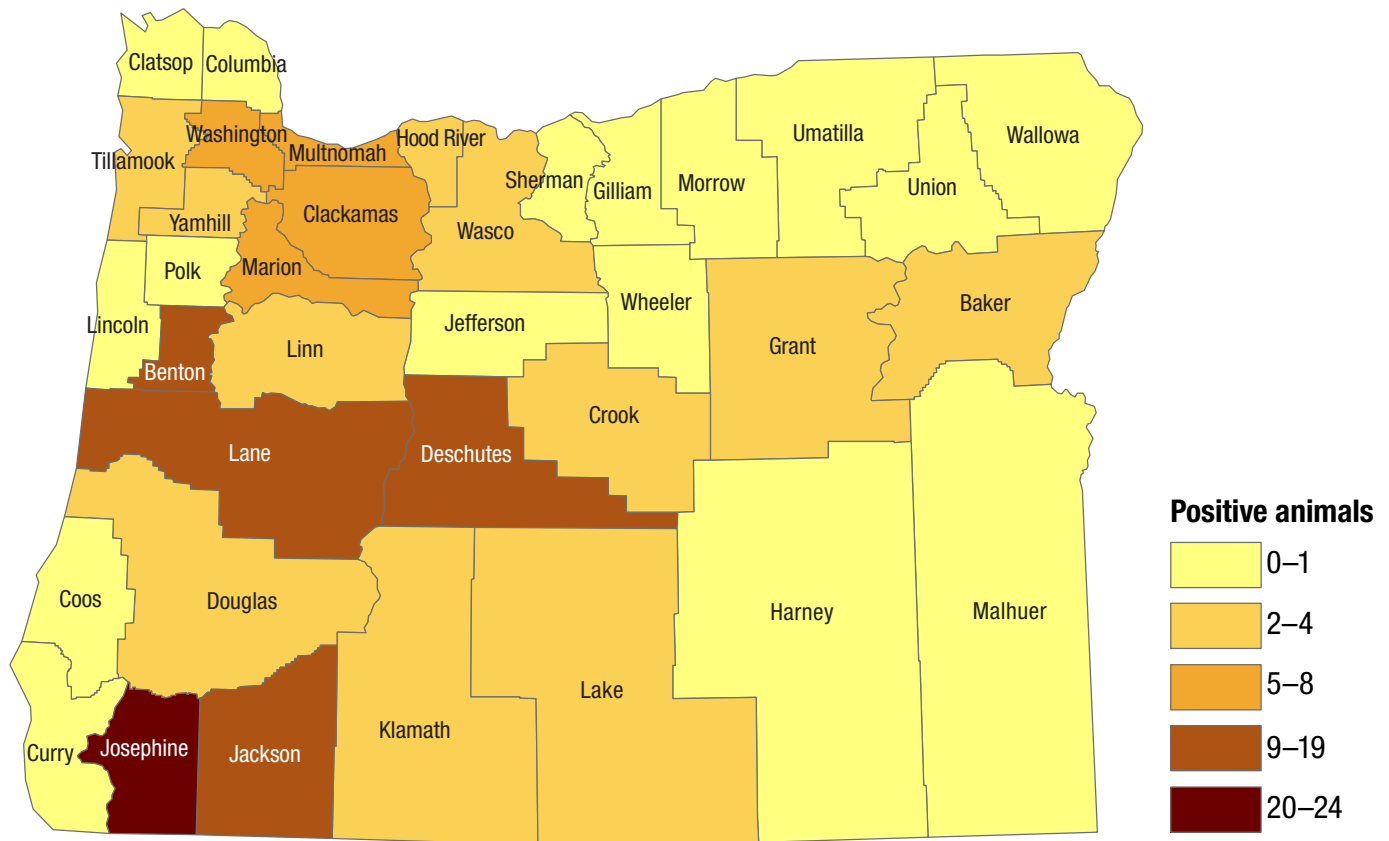 Clatsop
Columbia
Washington
Tillamook
Multnomah
Hood River
Yamhill
Clackamas
Wasco
Sherman
Gilliam
Morrow
Umatilla
Union
Wallowa
Polk
Marion
Lincoln
Benton
Linn
Jefferson
Wheeler
Grant
Baker
Lane
Deschutes
Crook
Coos
Douglas
Harney
Malhuer
Curry
Josephine
Jackson
Klamath
Lake
Positive animals
0–1
2–4
5–8
9–19
20–24